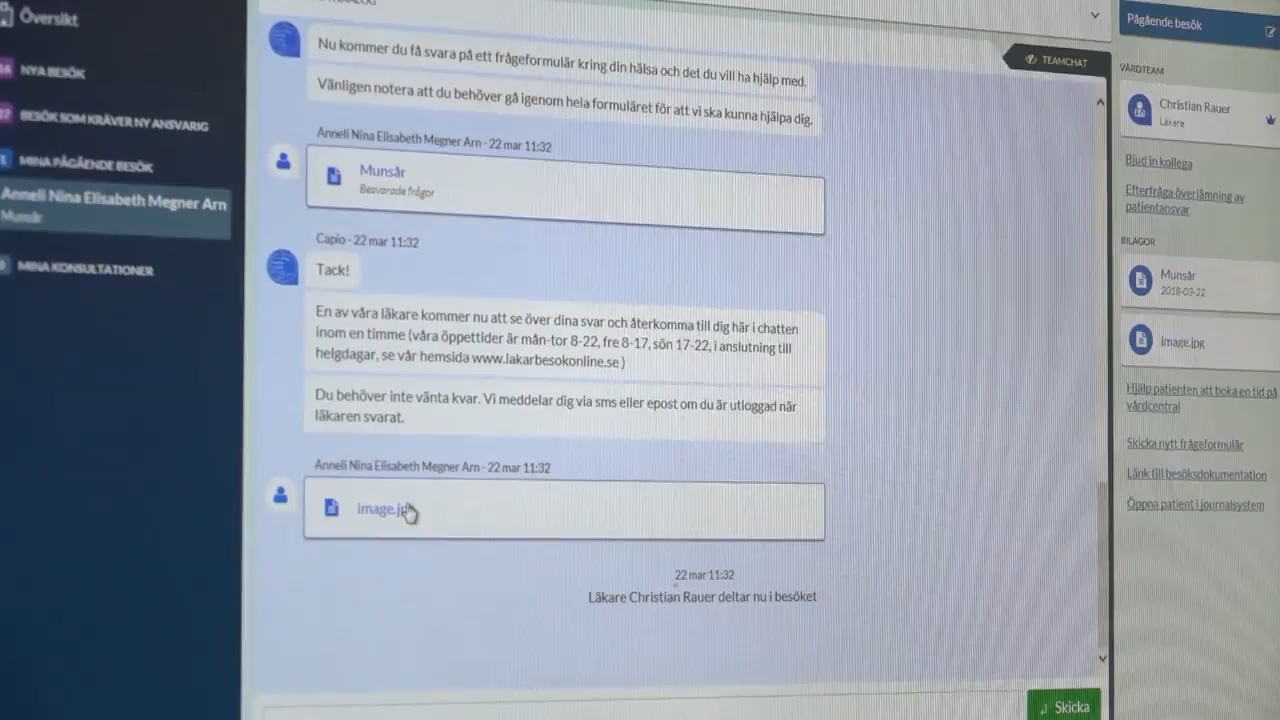 Översikt
NYA BESÖK
BESÖK SOM KRÄVER NY ANSVARIG
MINA PÅGÅENDE BESÖK
Anneli Nina Elisabeth Megner Arn
Munsår
MINA KONSULTATIONER
Nu kommer du få svara på ett frågeformulär kring din hälsa och det du vill ha hjälp med.
Vänligen notera att du behöver gå igenom hela formuläret för att vi ska kunna hjälpa dig.
Anneli Nina Elisabeth Megner Arn - 22 mar 11:32
Munsår
Besvarade frågor
Capio - 22 mar 11:32
Tack!
En av våra läkare kommer nu att se över dina svar och återkomma till dig här i chatten
inom en timme (våra öppettider är mån-tor 8-22, fre 8-17, sön 17-22, i anslutning till
helgdagar, se vår hemsida www.lakarbesokonline.se )
Du behöver inte vänta kvar. Vi meddelar dig via sms eller epost om du är utloggad när
läkaren svarat.
Anneli Nina Elisabeth Megner Arn - 22 mar 11:32
image.jp
22 mar 11:32
Läkare Christian Rauer deltar nu i besöket
Skicka
TEAMCHAT
Pågående besök
VÅRDTEAM
Christian Rauer
Läkare
Bjud in kollega
Efterfråga överlämning av
patientansvar
BILAGOR
Munsår
2018-03-22
image.jpg
Hjälp patienten att boka en tid på
vårdcentral
Skicka nytt frågeformulär
Länk till besöksdokumentation
Öppna patient i journalsystem